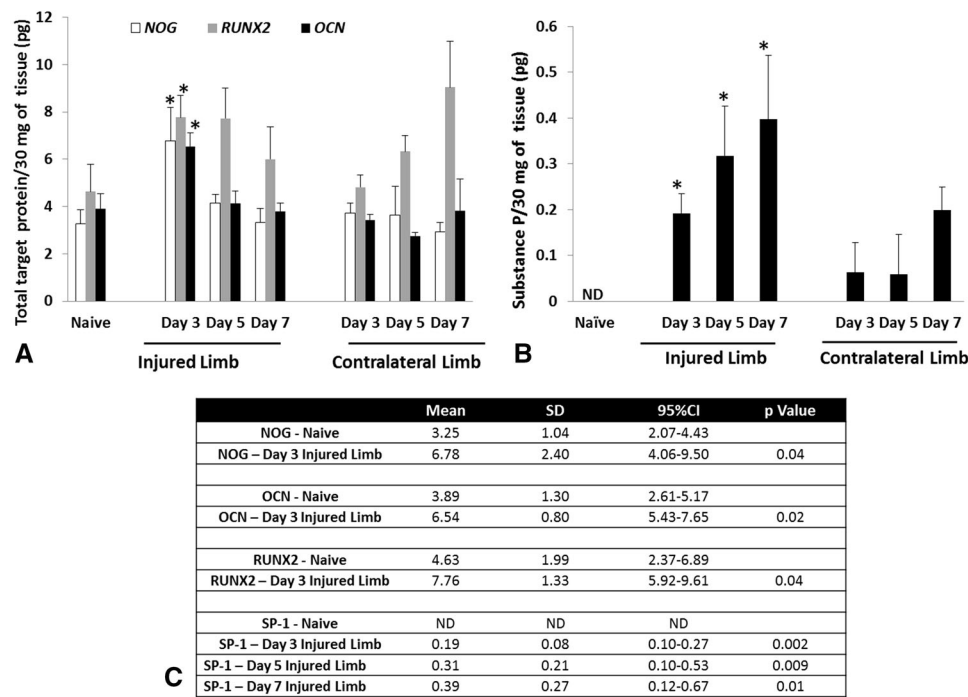 Total target protein/30 mg of tissue (pg)
12
10
8
6
4
2
0
NOG RUNX2 OCN
* * *
Naive Day 3 Day 5 Day 7 Day 3 Day 5 Day 7
Injured Limb Contralateral Limb
A
Substance P/30 mg of tissue (pg)
0.6
0.5
0.4
0.3
0.2
0.1
0
* * *
ND
Naïve Day 3 Day 5 Day 7 Day 3 Day 5 Day 7
Injured Limb Contralateral Limb
B
Mean SD 95%CI p Value
NOG - Naive 3.25 1.04 2.07-4.43
NOG – Day 3 Injured Limb 6.78 2.40 4.06-9.50 0.04
OCN - Naive 3.89 1.30 2.61-5.17
OCN – Day 3 Injured Limb 6.54 0.80 5.43-7.65 0.02
RUNX2 - Naive 4.63 1.99 2.37-6.89
RUNX2 – Day 3 Injured Limb 7.76 1.33 5.92-9.61 0.04
SP-1 - Naive ND ND ND
SP-1 – Day 3 Injured Limb 0.19 0.08 0.10-0.27 0.002
SP-1 – Day 5 Injured Limb 0.31 0.21 0.10-0.53 0.009
SP-1 – Day 7 Injured Limb 0.39 0.27 0.12-0.67 0.01
C